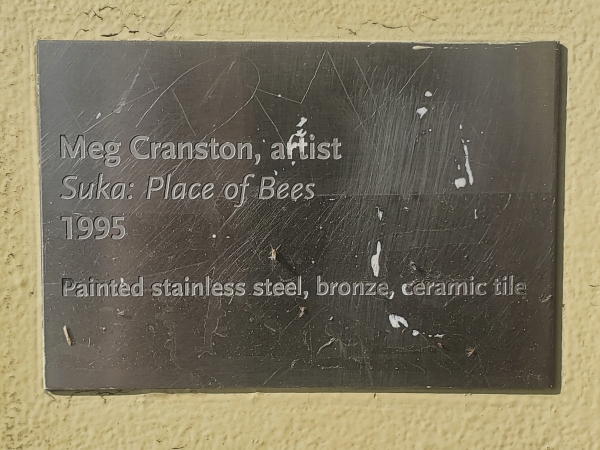 Meg Cranston, artist
Suka: Place of Bees
1995
Painted stainless steel, bronze, ceramic tile